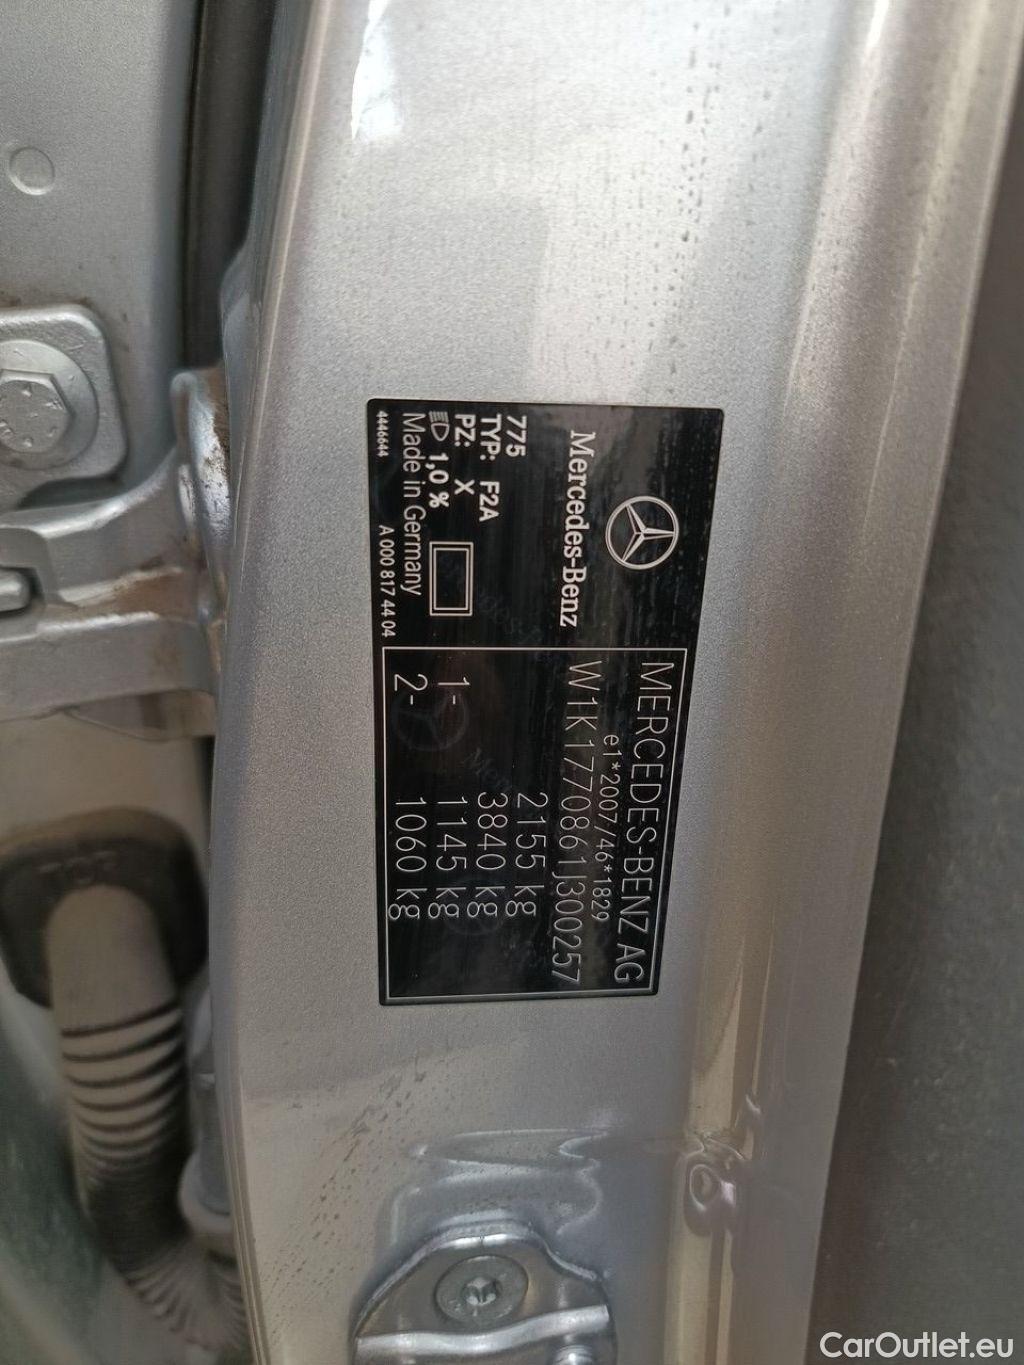 Mercedes-Benz
775
TYP: F2A
PZ: X
1,0 %
Made in Germany
4446644
A 000 817 44 04
MERCEDES-BENZ AG
e1*2007/46*1829
W1K1770861J300257
2155 kg
3840 kg
1- 1145 kg
2- 1060 kg
CarOutlet.eu